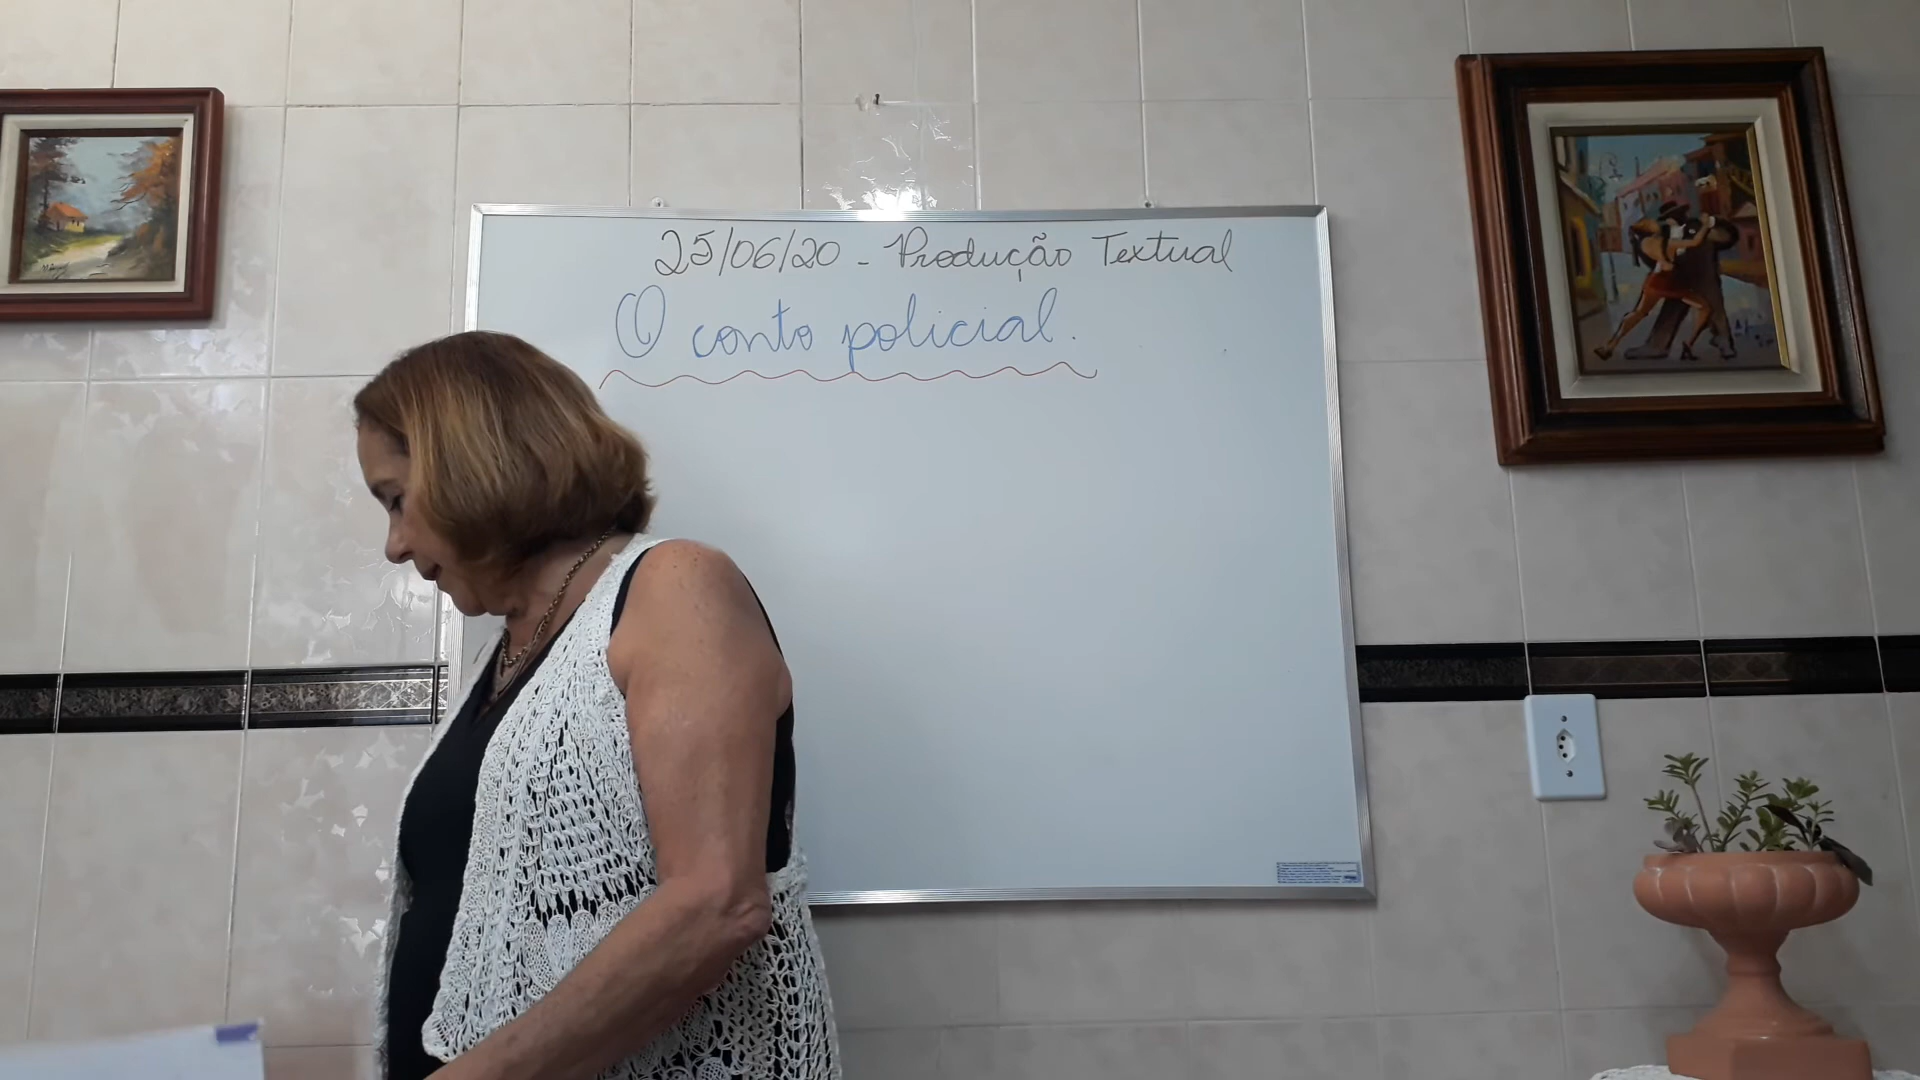 25/06/20 - Produção Textual
O conto policial.